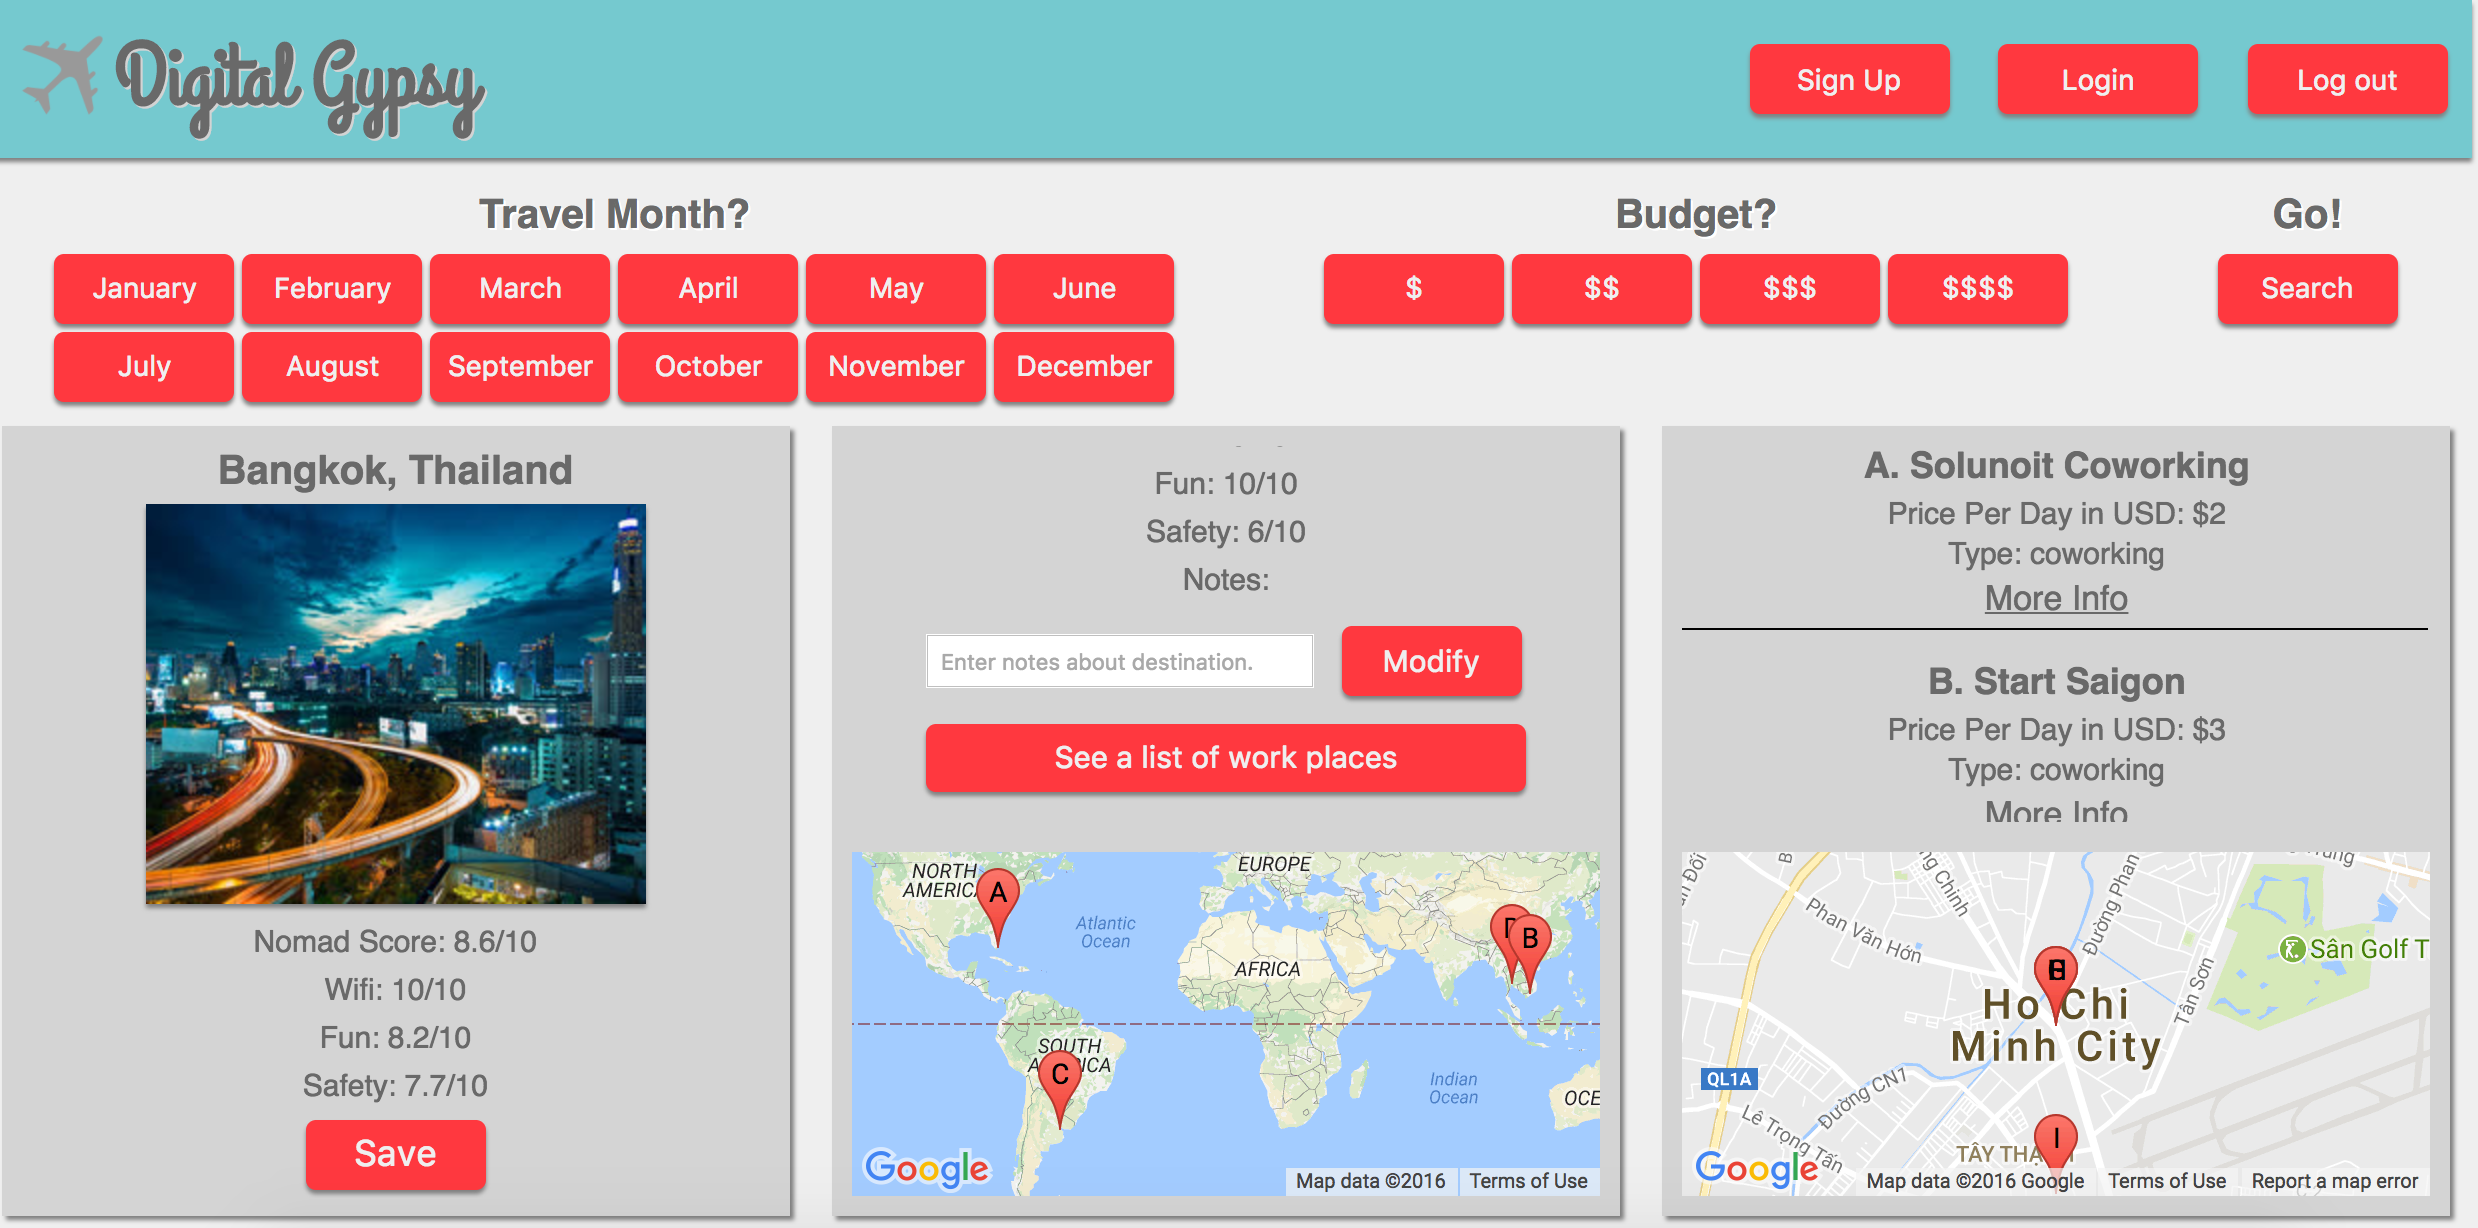 Digital Gypsy
Sign Up
Login
Log out
Travel Month?
January
February
March
April
May
June
July
August
September
October
November
December
Budget?
$
$$
$$$
$$$$
Go!
Search
Bangkok, Thailand
Nomad Score: 8.6/10
Wifi: 10/10
Fun: 8.2/10
Safety: 7.7/10
Save
Fun: 10/10
Safety: 6/10
Notes:
Enter notes about destination.
Modify
See a list of work places
NORTH
AMERICA
A
Atlantic
Ocean
EUROPE
AFRICA
B
SOUTH
AMERICA
C
Indian
Ocean
OCE
Google
Map data ©2016
Terms of Use
A. Solunoit Coworking
Price Per Day in USD: $2
Type: coworking
More Info
B. Start Saigon
Price Per Day in USD: $3
Type: coworking
More Info
Phan Văn Hớn
ng Chinh
Đường Phan
Tân Sơn
Sân Golf T
Ho Chi
Minh City
QL1A
Đường CN1
Lê Trọng Tấn
I
TÂY THẠ
Google
Map data ©2016 Google
Terms of Use
Report a map error